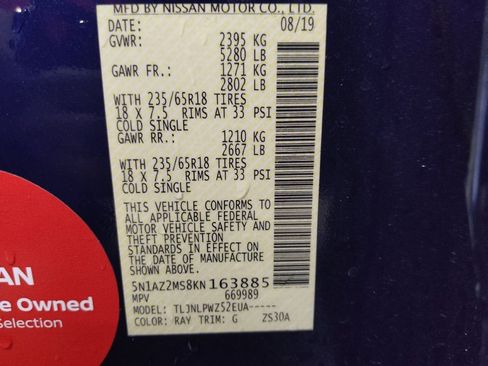 MFD BY NISSAN MOTOR CO., LTD.
DATE: 08/19
GVWR: 2395 KG
5280 LB
GAWR FR.: 1271 KG
2802 LB
WITH 235/65R18 TIRES
18 X 7.5 RIMS AT 33 PSI
COLD SINGLE
GAWR RR.: 1210 KG
2667 LB
WITH 235/65R18 TIRES
18 X 7.5 RIMS AT 33 PSI
COLD SINGLE
THIS VEHICLE CONFORMS TO
ALL APPLICABLE FEDERAL
MOTOR VEHICLE SAFETY AND
THEFT PREVENTION
STANDARDS IN EFFECT ON
THE DATE OF MANUFACTURE
SHOWN ABOVE.
5N1AZ2MS8KN163885
MPV 669989
MODEL: TLJNLPWZ52EUA-----
COLOR: RAY TRIM: G ZS30A
AN
e Owned
Selection